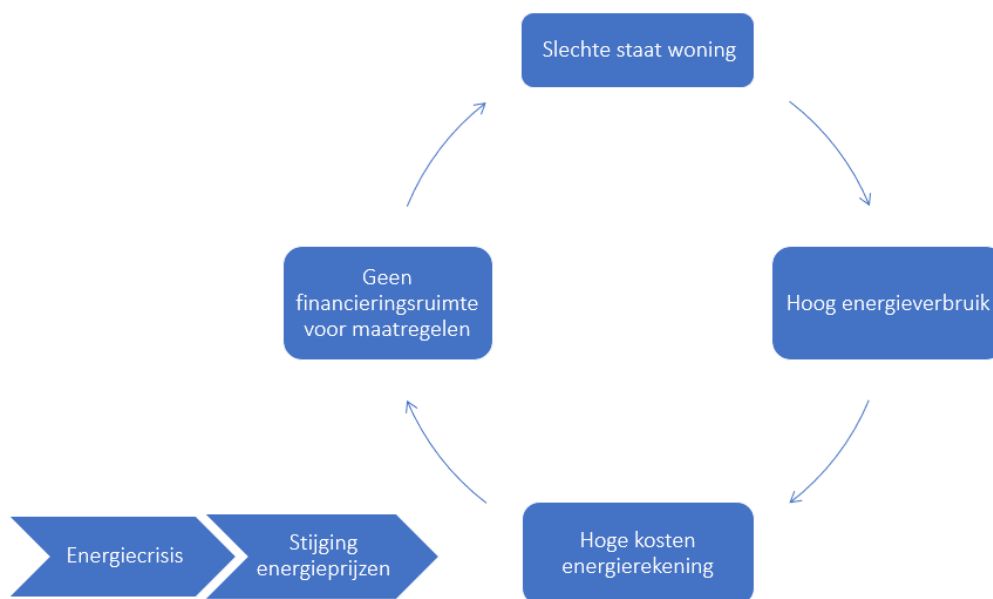 Slechte staat woning
Geen
financieringsruimte
voor maatregelen
Hoog energieverbruik
Energiecrisis
Stijging
energieprijzen
Hoge kosten
energierekening